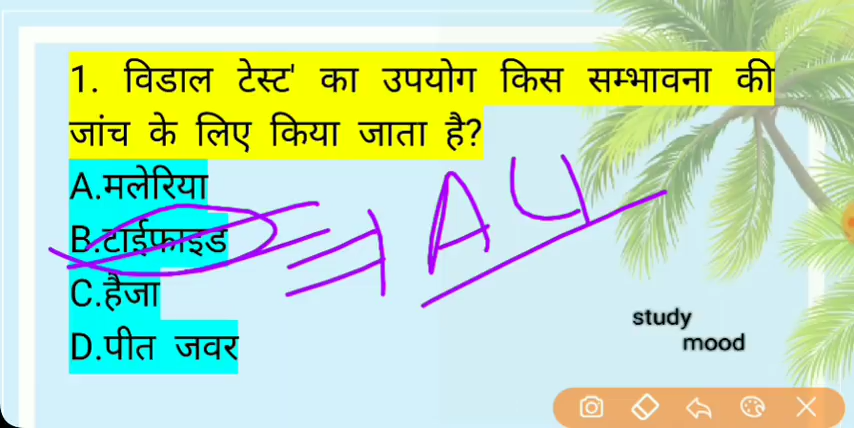 1. विडाल टेस्ट' का उपयोग किस सम्भावना की
जांच के लिए किया जाता है?
A.मलेरिया
B.टाईफाइड
C.हैजा
D.पीत जवर
study
mood